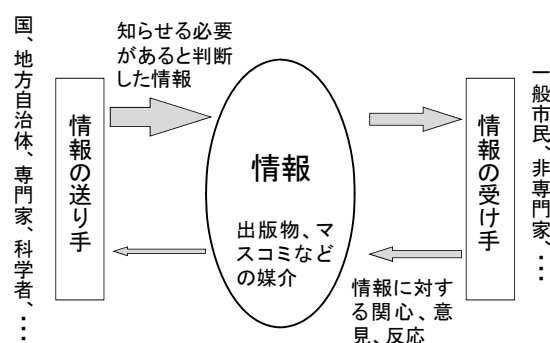 国、地方自治体、専門家、科学者、・・・
情報の送り手
知らせる必要
があると判断
した情報
情報
出版物、マ
スコミなど
の媒介
情報に対す
る関心、意
見、反応
情報の受け手
一般市民、非専門家、・・・